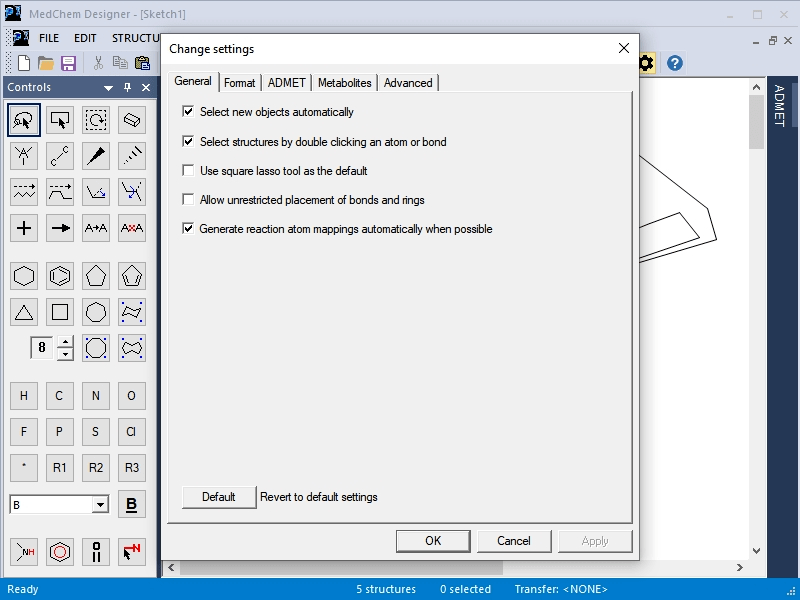 MedChem Designer - [Sketch1]
FILE EDIT STRUCTU
Change settings
Controls
General Format ADMET Metabolites Advanced
Select new objects automatically
Select structures by double clicking an atom or bond
Use square lasso tool as the default
Allow unrestricted placement of bonds and rings
Generate reaction atom mappings automatically when possible
ADMET
A→A A×A
8
H C N O
F P S Cl
* R1 R2 R3
B B
NH N
Default Revert to default settings
OK Cancel Apply
Ready 5 structures 0 selected Transfer: <NONE>